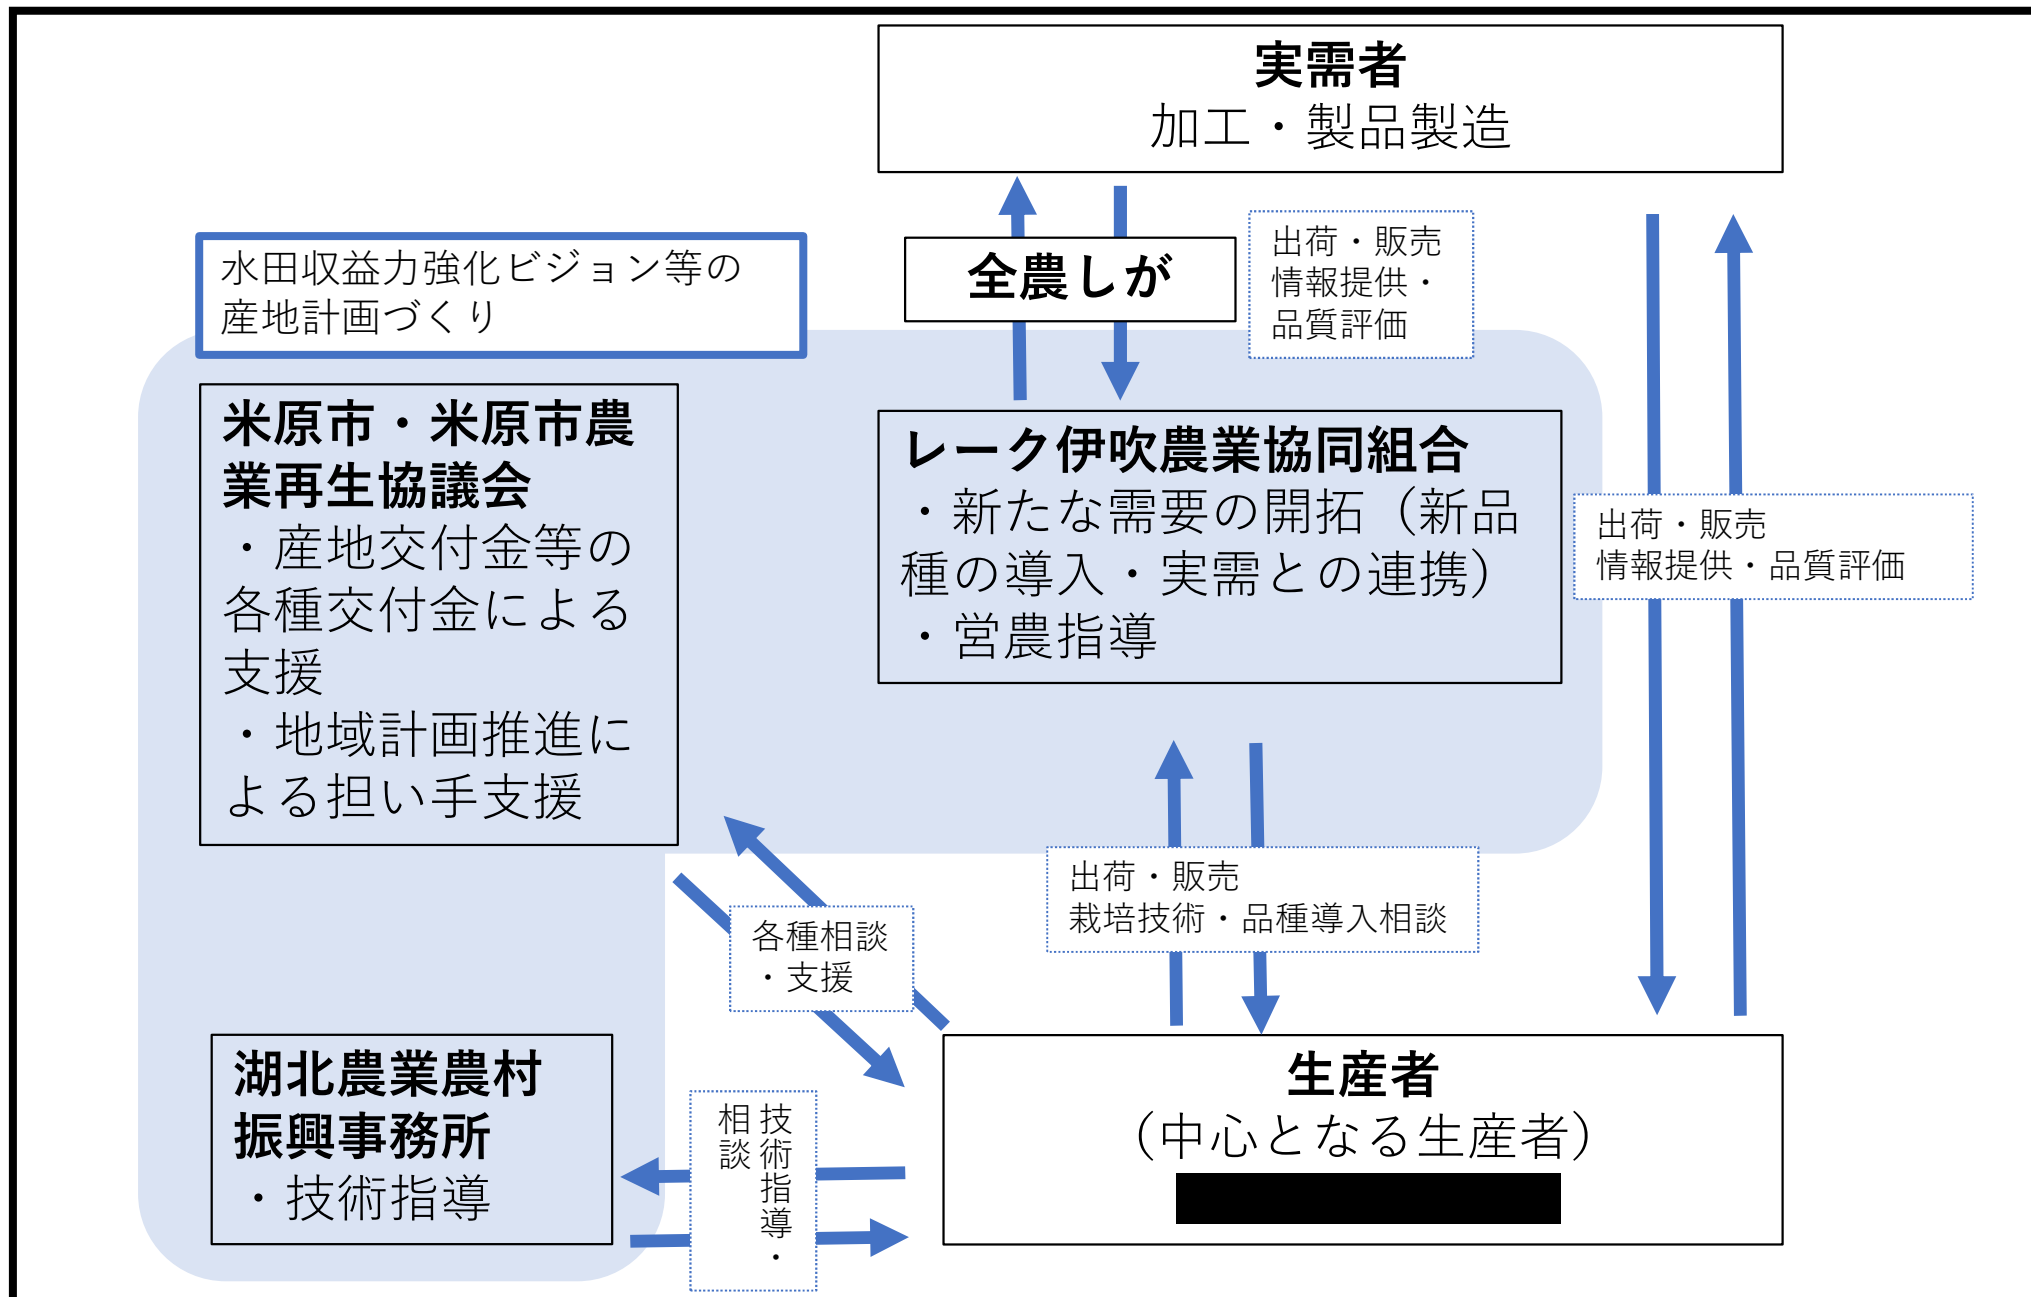 実需者
加工・製品製造
水田収益力強化ビジョン等の
産地計画づくり
全農しが
出荷・販売
情報提供・
品質評価
米原市・米原市農
業再生協議会
・産地交付金等の
各種交付金による
支援
・地域計画推進に
よる担い手支援
レーク伊吹農業協同組合
・新たな需要の開拓（新品
種の導入・実需との連携）
・営農指導
出荷・販売
情報提供・品質評価
出荷・販売
栽培技術・品種導入相談
各種相談
・支援
湖北農業農村
振興事務所
・技術指導
技術指導・
相談
生産者
（中心となる生産者）